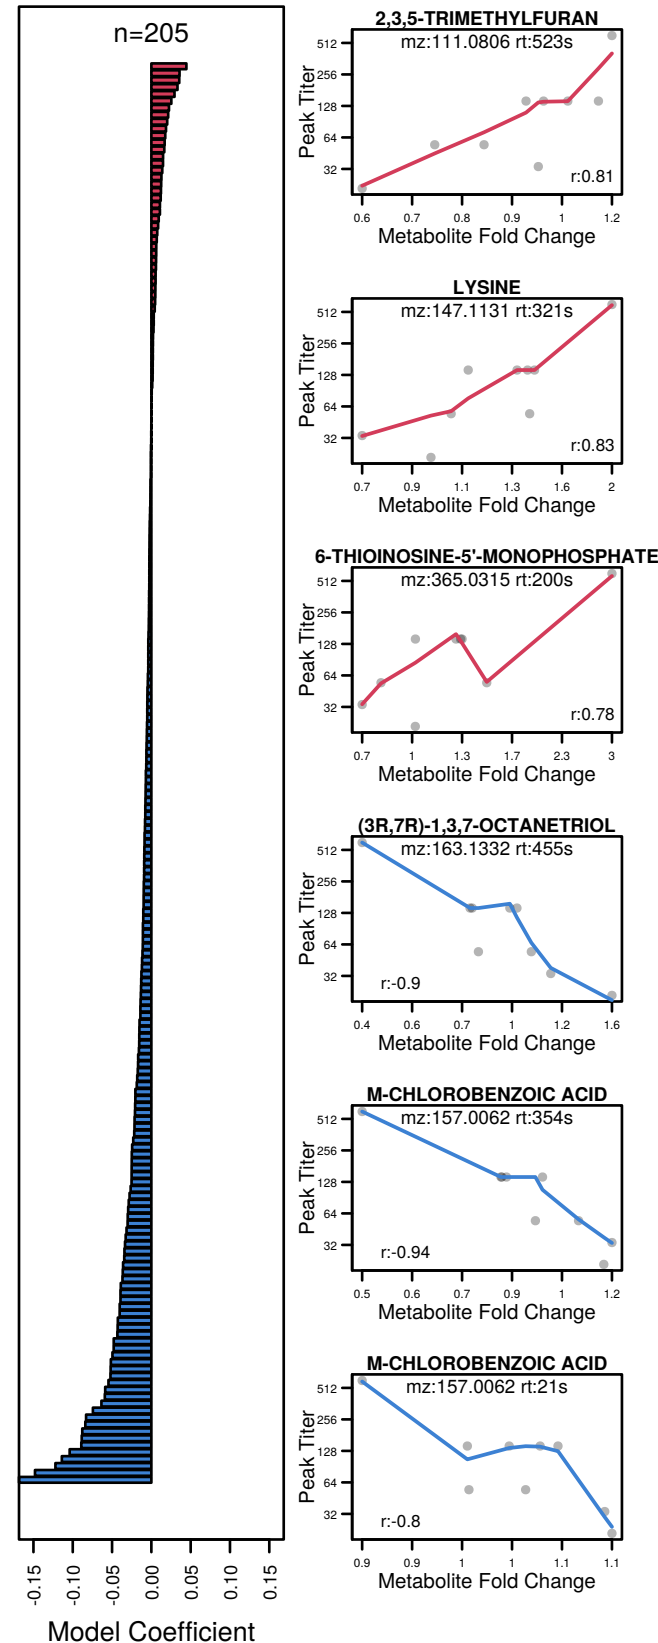 n=205
-0.15
-0.10
-0.05
0.00
0.05
0.10
0.15
Model Coefficient
2,3,5-TRIMETHYLFURAN
mz:111.0806 rt:523s
512
256
128
64
32
Peak Titer
r:0.81
0.6 0.7 0.8 0.9 1 1.2
Metabolite Fold Change
LYSINE
mz:147.1131 rt:321s
512
256
128
64
32
Peak Titer
r:0.83
0.7 0.9 1.1 1.3 1.6 2
Metabolite Fold Change
6-THIOINOSINE-5'-MONOPHOSPHATE
mz:365.0315 rt:200s
512
256
128
64
32
Peak Titer
r:0.78
0.7 1 1.3 1.7 2.3 3
Metabolite Fold Change
(3R,7R)-1,3,7-OCTANETRIOL
mz:163.1332 rt:455s
512
256
128
64
32
Peak Titer
r:-0.9
0.4 0.6 0.7 1 1.2 1.6
Metabolite Fold Change
M-CHLOROBENZOIC ACID
mz:157.0062 rt:354s
512
256
128
64
32
Peak Titer
r:-0.94
0.5 0.6 0.7 0.9 1 1.2
Metabolite Fold Change
M-CHLOROBENZOIC ACID
mz:157.0062 rt:21s
512
256
128
64
32
Peak Titer
r:-0.8
0.9 0.9 1 1 1.1 1.1
Metabolite Fold Change